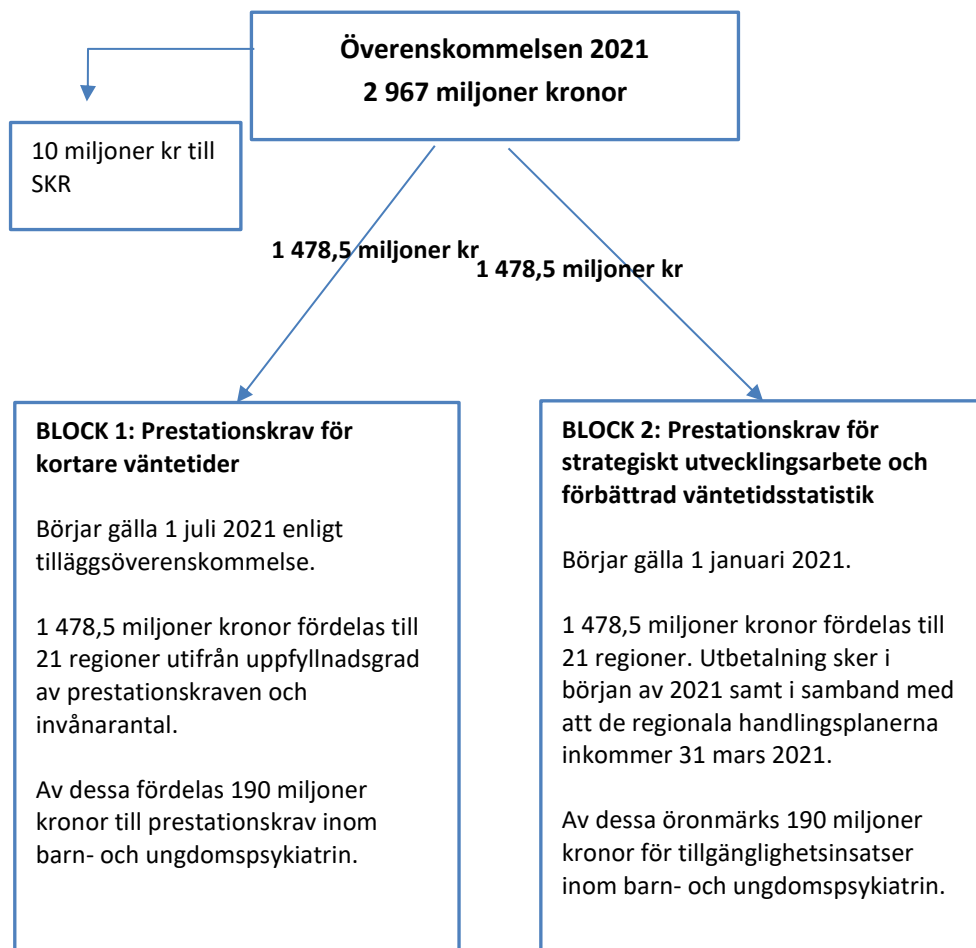 Överenskommelsen 2021
2 967 miljoner kronor
10 miljoner kr till
SKR
1 478,5 miljoner kr
1 478,5 miljoner kr
BLOCK 1: Prestationskrav för
kortare väntetider
Börjar gälla 1 juli 2021 enligt
tilläggsöverenskommelse.
1 478,5 miljoner kronor fördelas till
21 regioner utifrån uppfyllnadsgrad
av prestationskraven och
invånarantal.
Av dessa fördelas 190 miljoner
kronor till prestationskrav inom
barn- och ungdomspsykiatrin.
BLOCK 2: Prestationskrav för
strategiskt utvecklingsarbete och
förbättrad väntetidsstatistik
Börjar gälla 1 januari 2021.
1 478,5 miljoner kronor fördelas till
21 regioner. Utbetalning sker i
början av 2021 samt i samband med
att de regionala handlingsplanerna
inkommer 31 mars 2021.
Av dessa öronmärks 190 miljoner
kronor för tillgänglighetsinsatser
inom barn- och ungdomspsykiatrin.